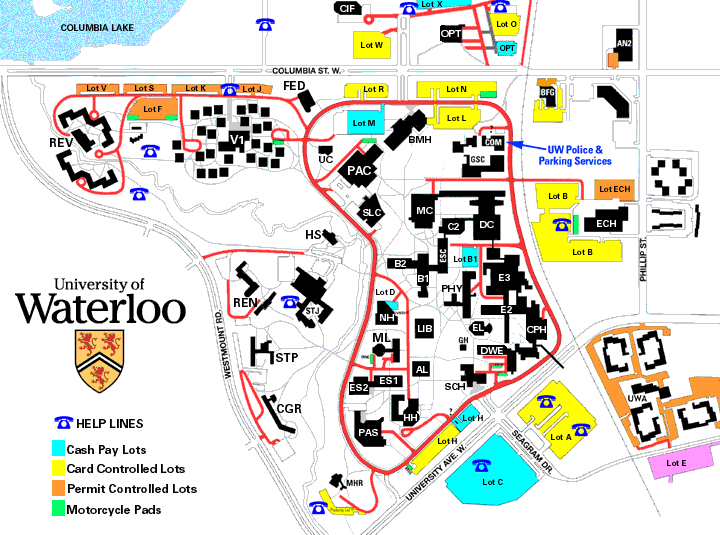 CIF
Lot X
Lot O
COLUMBIA LAKE
OPT
Lot W
OPT
AN2
COLUMBIA ST. W.
Lot V
Lot S
Lot K
Lot J
FED
Lot R
Lot N
BFG
Lot F
Lot M
Lot L
REV
V1
BMH
COM
UW Police &
Parking Services
UC
GSC
PAC
Lot B
Lot ECH
SLC
MC
C2
DC
ECH
HS
ESC
Lot B1
Lot B
PHILLIP ST.
B2
B1
E3
University of
Waterloo
PHY
Lot D
REN
STJ
NH
E2
LIB
EL
CPH
ML
GH
WESTMOUNT RD.
STP
DWE
AL
ES2
ES1
SCH
UWA
CGR
HH
Lot H
HELP LINES
PAS
Lot H
SEAGRAM DR.
Lot A
Cash Pay Lots
Lot E
Card Controlled Lots
UNIVERSITY AVE. W.
Lot C
Permit Controlled Lots
MHR
Motorcycle Pads